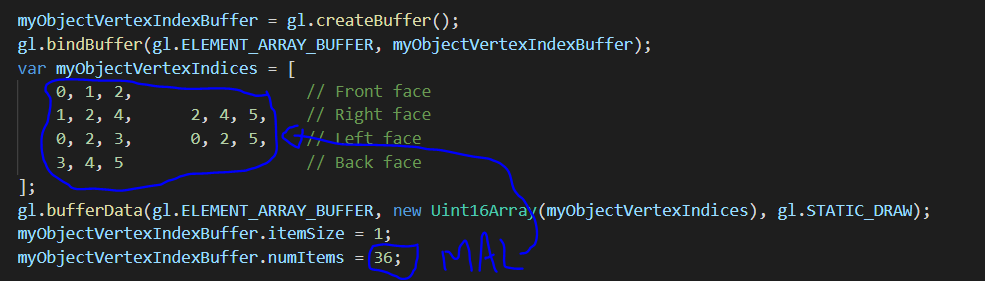 myObjectVertexIndexBuffer = gl.createBuffer();
gl.bindBuffer(gl.ELEMENT_ARRAY_BUFFER, myObjectVertexIndexBuffer);
var myObjectVertexIndices = [
0, 1, 2, // Front face
1, 2, 4, 2, 4, 5, // Right face
0, 2, 3, 0, 2, 5, // Left face
3, 4, 5 // Back face
];
gl.bufferData(gl.ELEMENT_ARRAY_BUFFER, new Uint16Array(myObjectVertexIndices), gl.STATIC_DRAW);
myObjectVertexIndexBuffer.itemSize = 1;
myObjectVertexIndexBuffer.numItems = 36; MAL